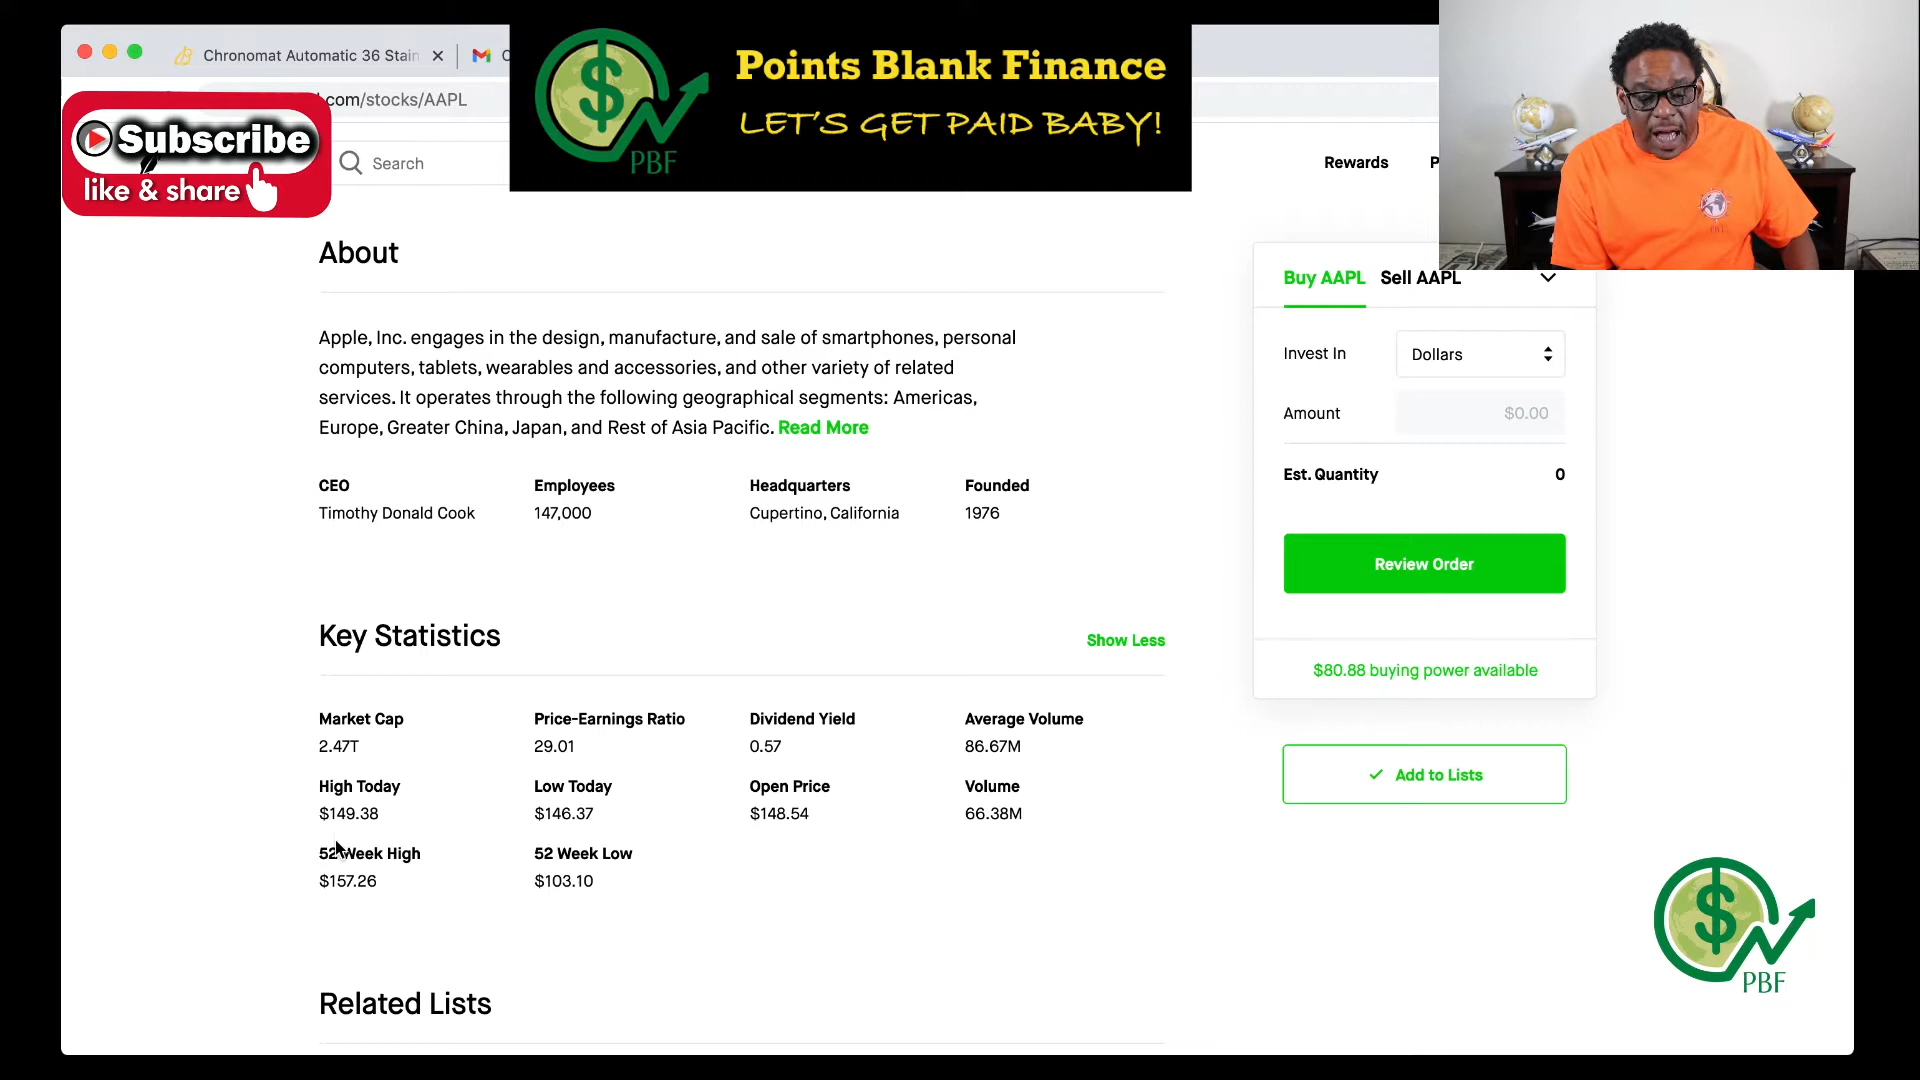 Chronomat Automatic 36 Stain
Points Blank Finance
LET'S GET PAID BABY!
PBF
.com/stocks/AAPL
Subscribe
like & share
Search
Rewards
P
About
Apple, Inc. engages in the design, manufacture, and sale of smartphones, personal
computers, tablets, wearables and accessories, and other variety of related
services. It operates through the following geographical segments: Americas,
Europe, Greater China, Japan, and Rest of Asia Pacific. Read More
CEO
Employees
Headquarters
Founded
Timothy Donald Cook
147,000
Cupertino, California
1976
Key Statistics
Show Less
Market Cap
Price-Earnings Ratio
Dividend Yield
Average Volume
2.47T
29.01
0.57
86.67M
High Today
Low Today
Open Price
Volume
$149.38
$146.37
$148.54
66.38M
52 Week High
52 Week Low
$157.26
$103.10
Related Lists
Buy AAPL
Sell AAPL
Invest In
Dollars
Amount
$0.00
Est. Quantity
0
Review Order
$80.88 buying power available
Add to Lists
PBF